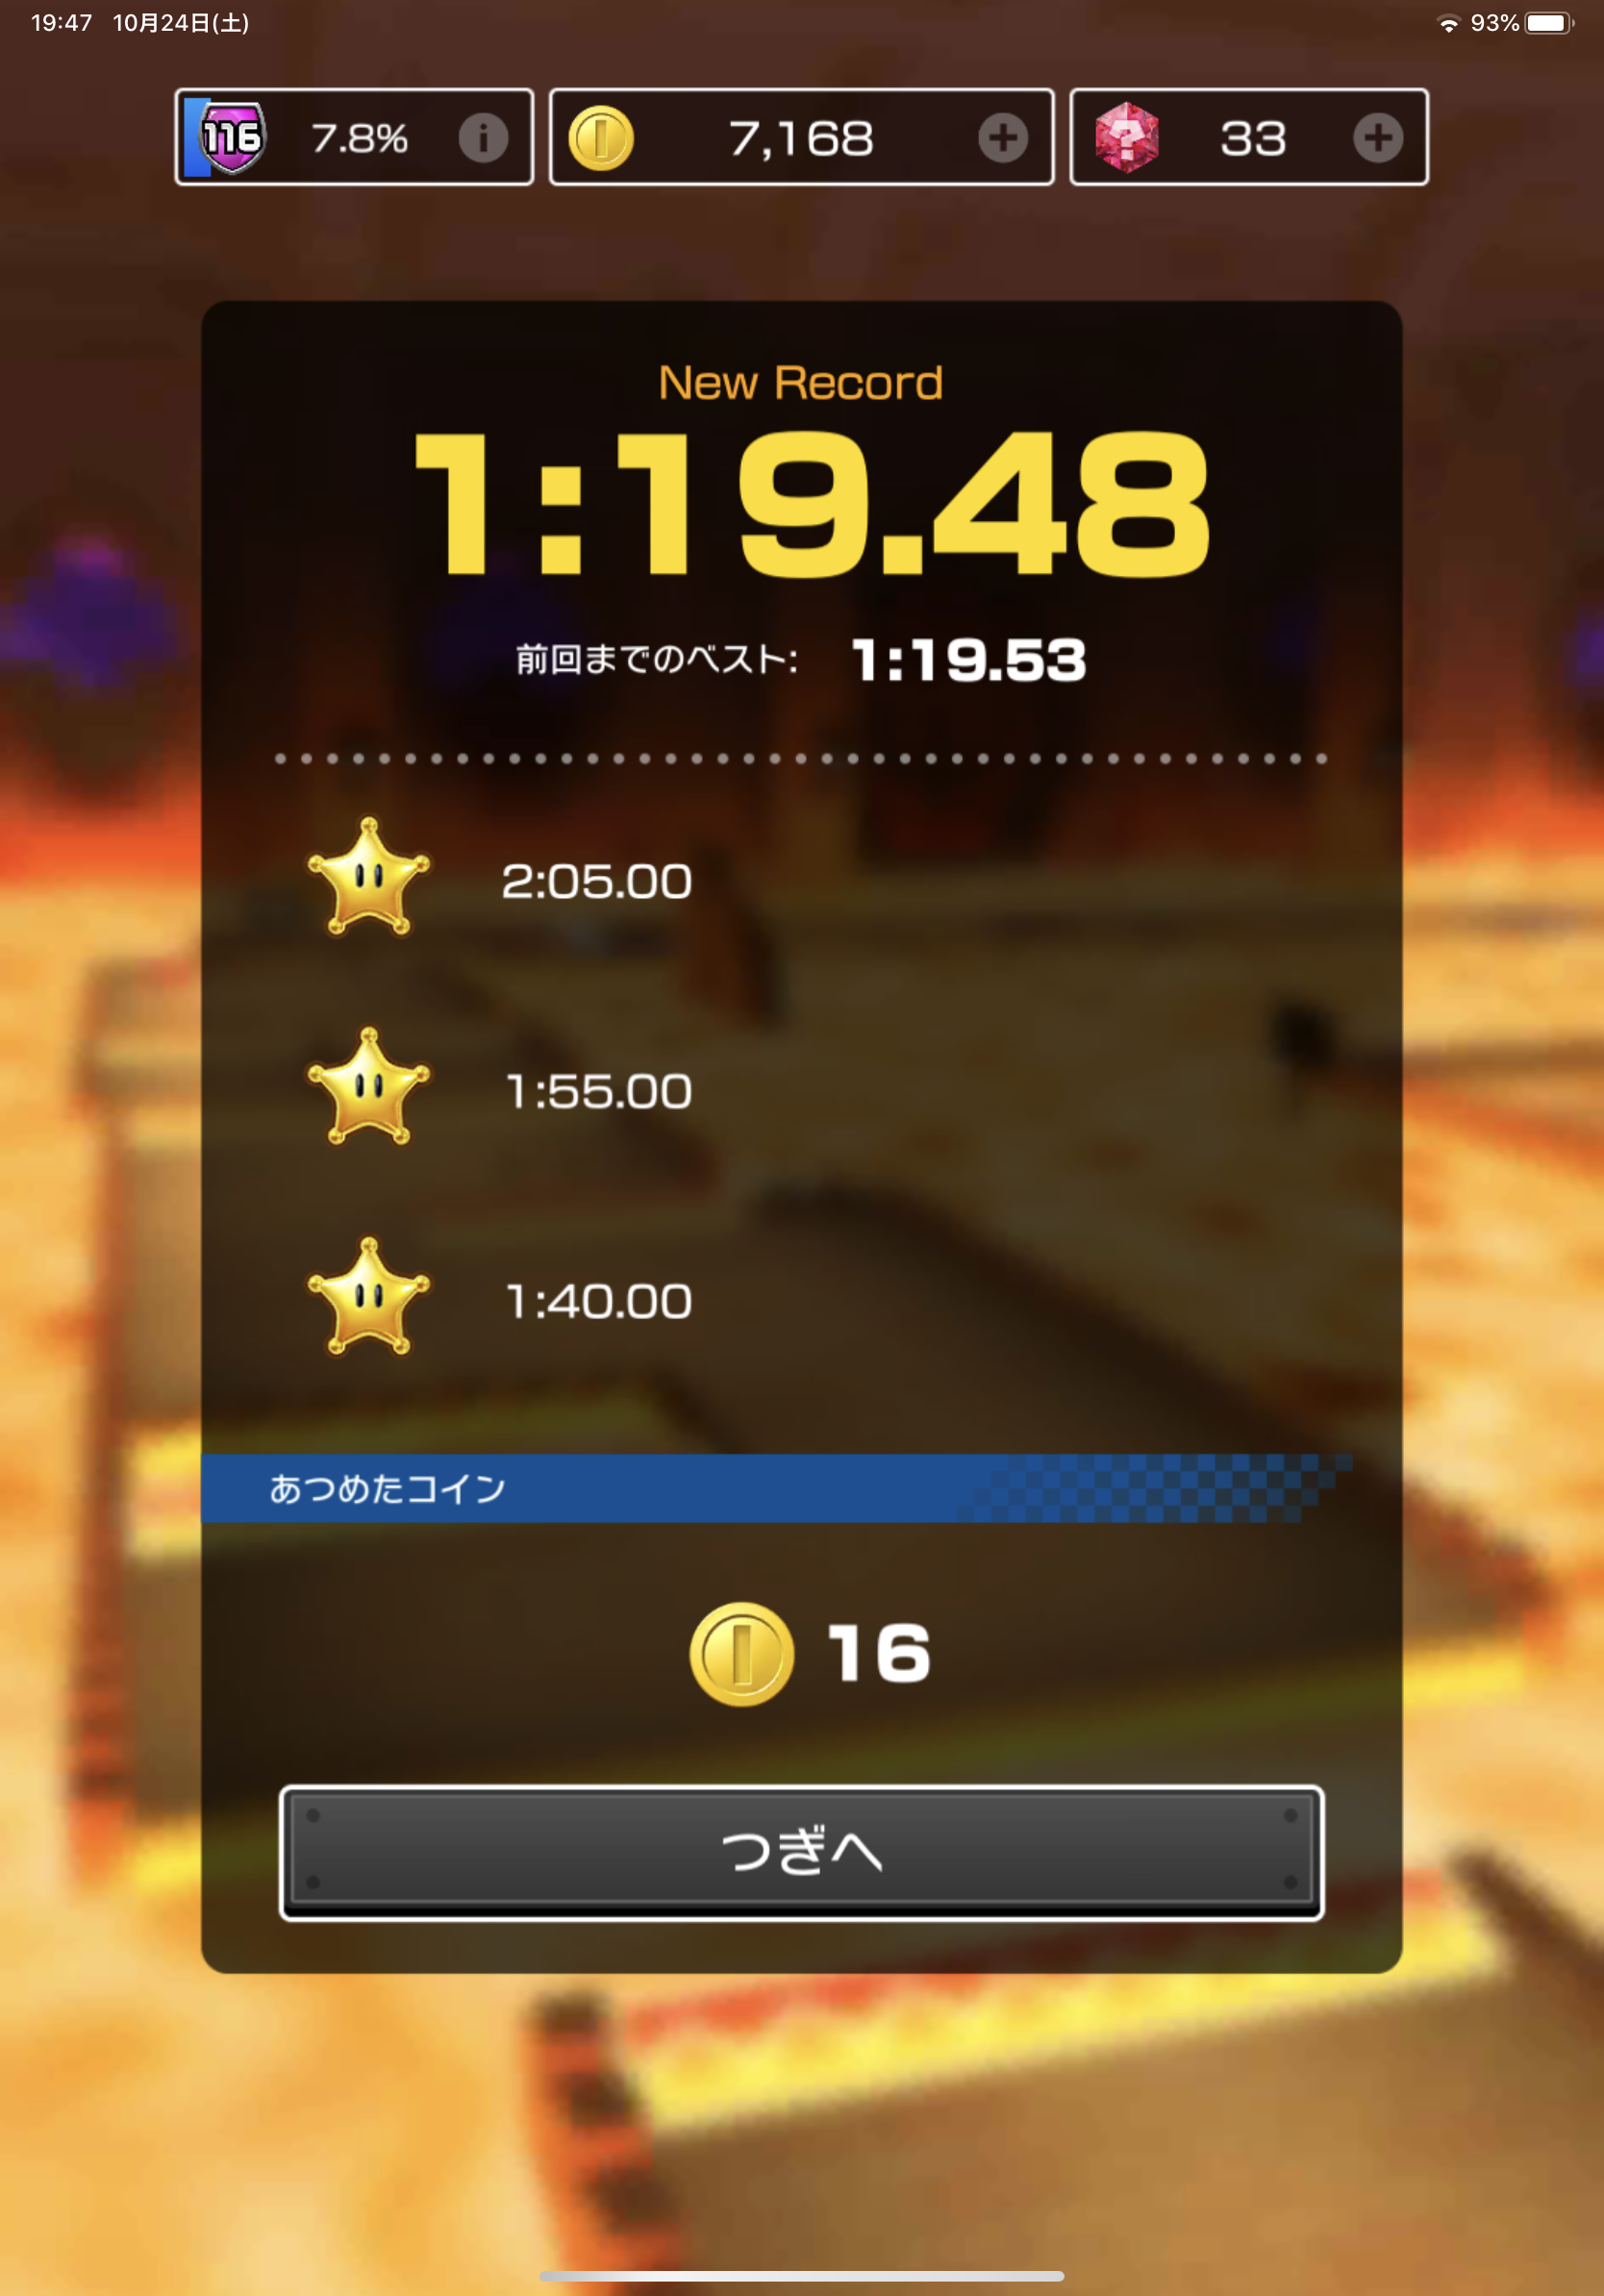 19:47 10月24日(土) 93%
116 7.8% i 7,168 + ? 33 +
New Record
1:19.48
前回までのベスト: 1:19.53
2:05.00
1:55.00
1:40.00
あつめたコイン
16
つぎへ